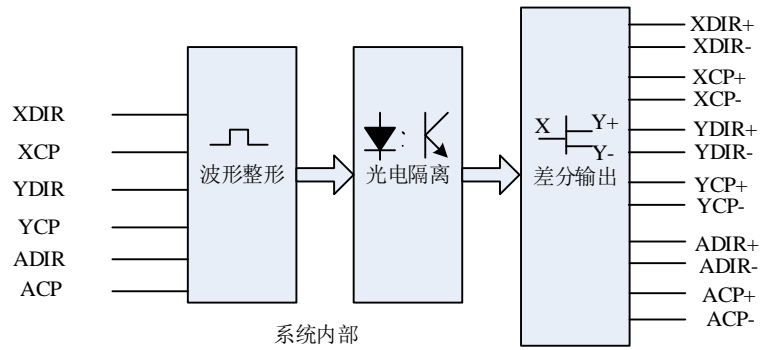 XDIR
XCP
YDIR
YCP
ADIR
ACP
波形整形
光电隔离
X
Y+
Y-
差分输出
XDIR+
XDIR-
XCP+
XCP-
YDIR+
YDIR-
YCP+
YCP-
ADIR+
ADIR-
ACP+
ACP-
系统内部